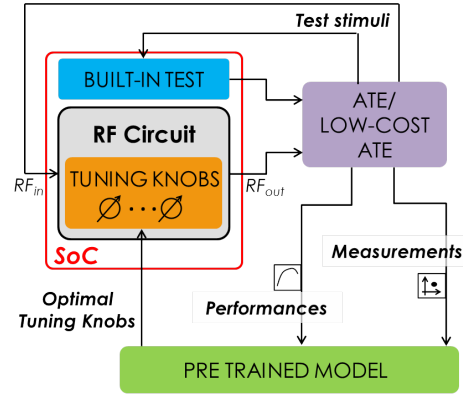 Test stimuli
BUILT-IN TEST
ATE/
LOW-COST
ATE
RF Circuit
TUNING KNOBS
...
RFin
RFout
SoC
Optimal
Tuning Knobs
Measurements
Performances
PRE TRAINED MODEL